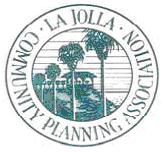 LA JOLLA
COMMUNITY PLANNING ASSOCIATION